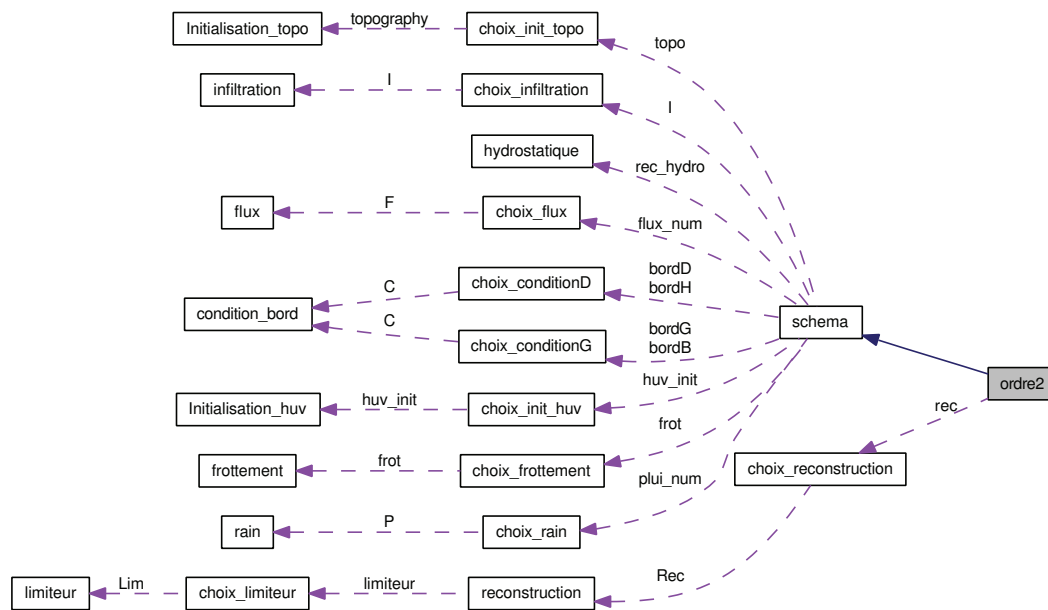 Initialisation_topo
topography
choix_init_topo
topo
infiltration
I
choix_infiltration
I
hydrostatique
rec_hydro
flux
F
choix_flux
flux_num
condition_bord
C
choix_conditionD
bordD
bordH
C
choix_conditionG
bordG
bordB
schema
ordre2
Initialisation_huv
huv_init
choix_init_huv
huv_init
frottement
frot
choix_frottement
frot
rec
choix_reconstruction
rain
P
choix_rain
plui_num
limiteur
Lim
choix_limiteur
limiteur
reconstruction
Rec